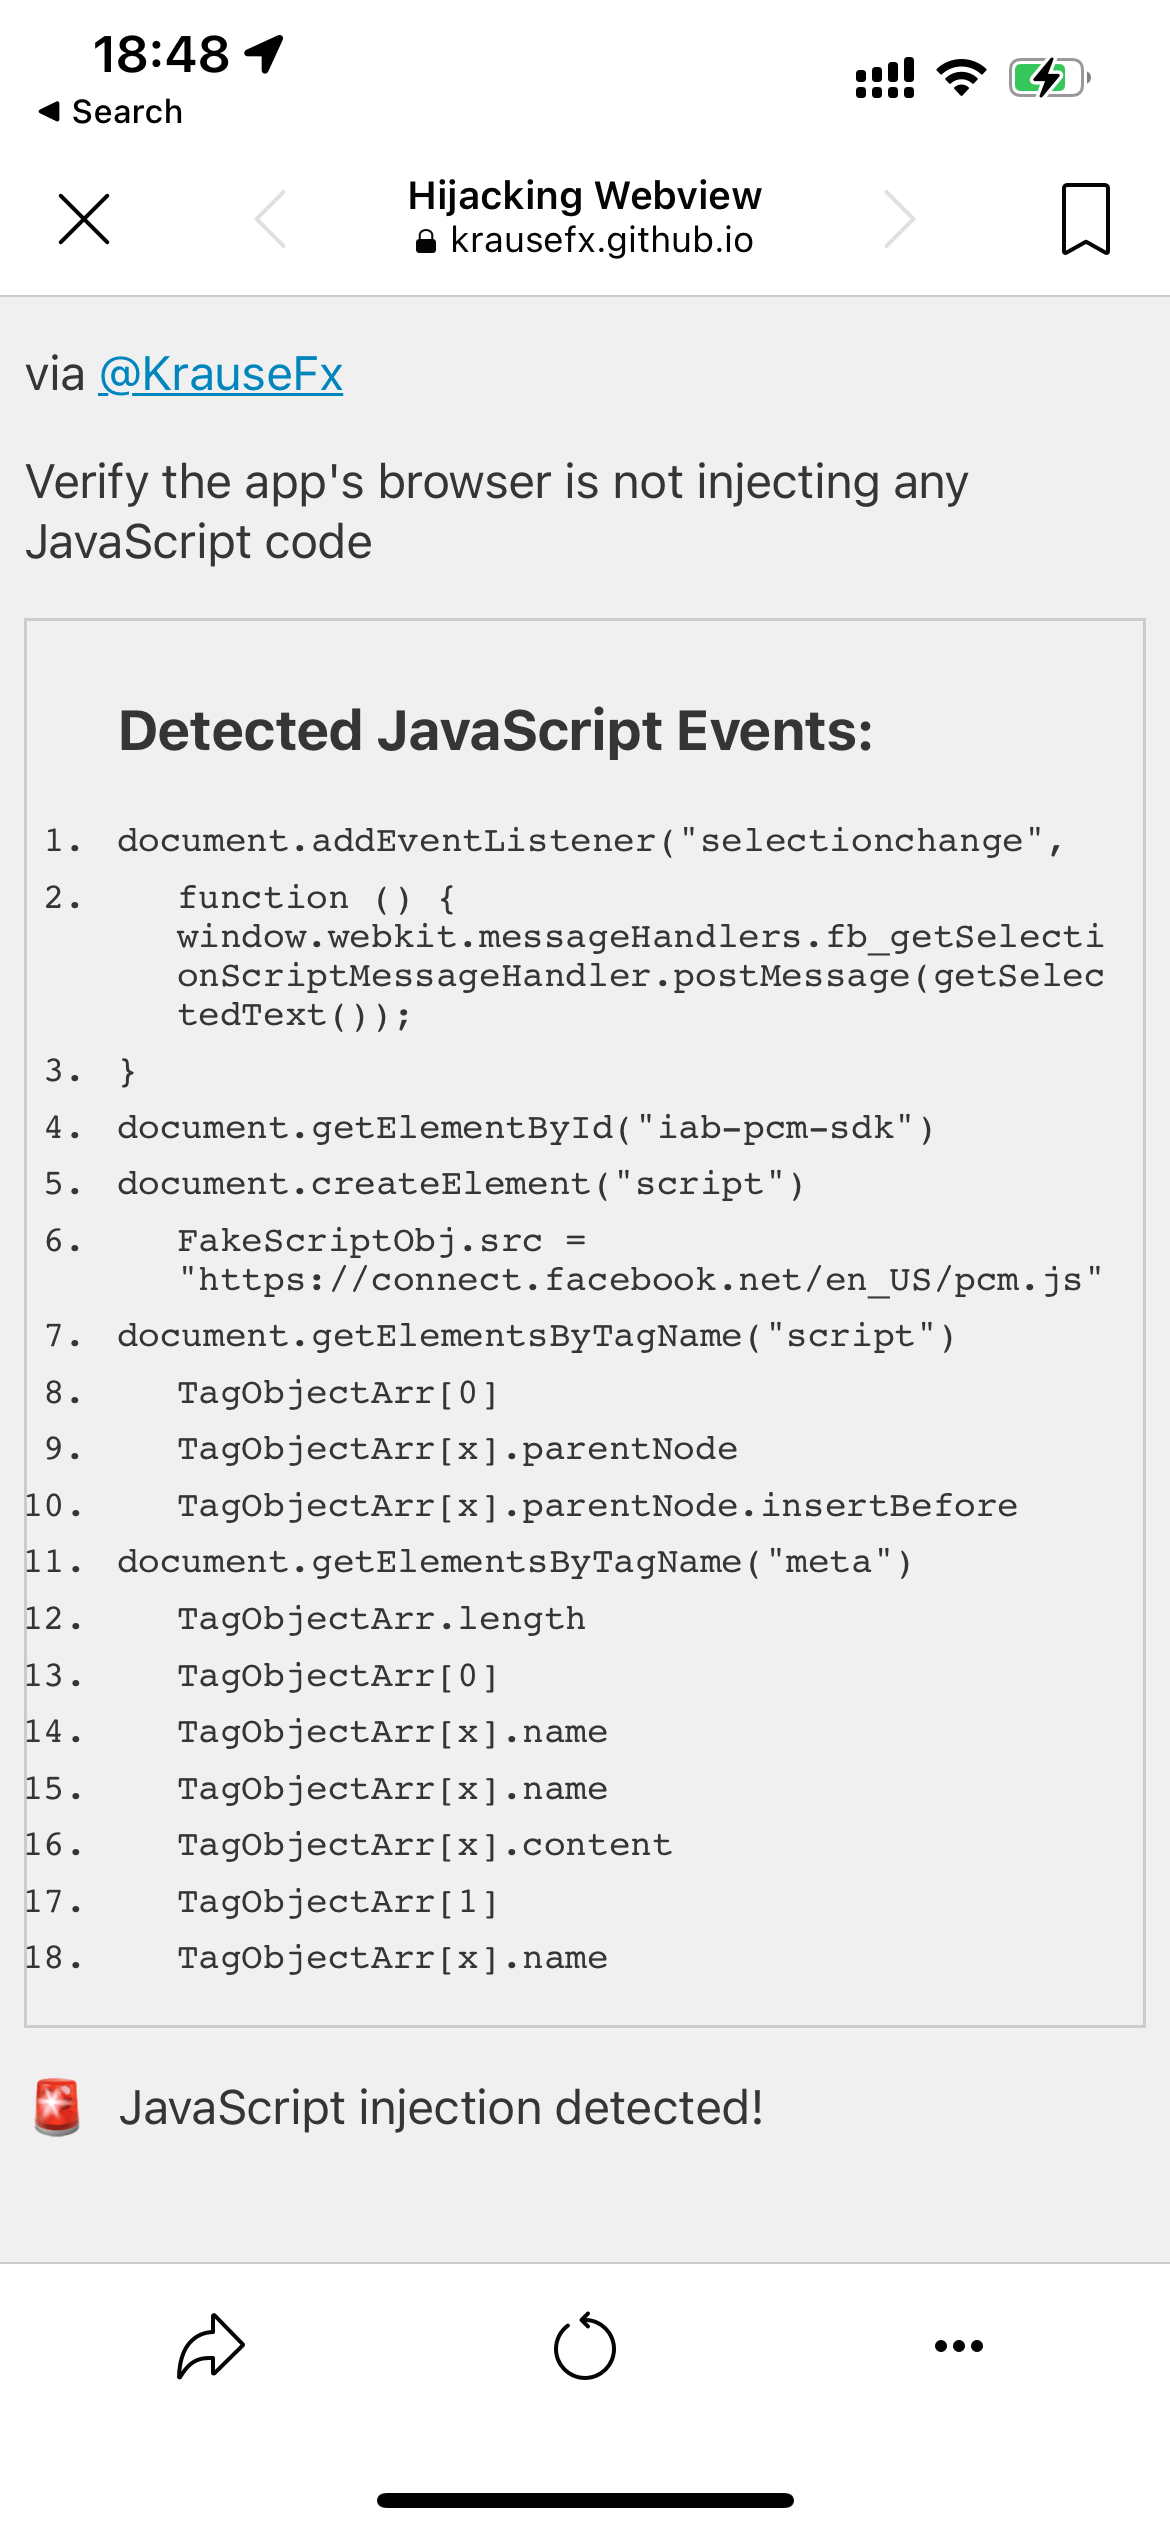 18:48
◀ Search
Hijacking Webview
krausefx.github.io
via @KrauseFx
Verify the app's browser is not injecting any
JavaScript code
Detected JavaScript Events:
1. document.addEventListener("selectionchange",
2. function () {
window.webkit.messageHandlers.fb_getSelecti
onScriptMessageHandler.postMessage(getSelec
tedText());
3. }
4. document.getElementById("iab-pcm-sdk")
5. document.createElement("script")
6. FakeScriptObj.src =
"https://connect.facebook.net/en_US/pcm.js"
7. document.getElementsByTagName("script")
8. TagObjectArr[0]
9. TagObjectArr[x].parentNode
10. TagObjectArr[x].parentNode.insertBefore
11. document.getElementsByTagName("meta")
12. TagObjectArr.length
13. TagObjectArr[0]
14. TagObjectArr[x].name
15. TagObjectArr[x].name
16. TagObjectArr[x].content
17. TagObjectArr[1]
18. TagObjectArr[x].name
🚨 JavaScript injection detected!